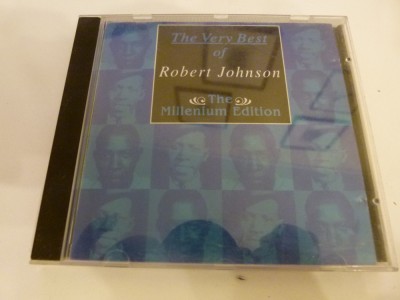 The Very Best
of
Robert Johnson
The
Millenium Edition